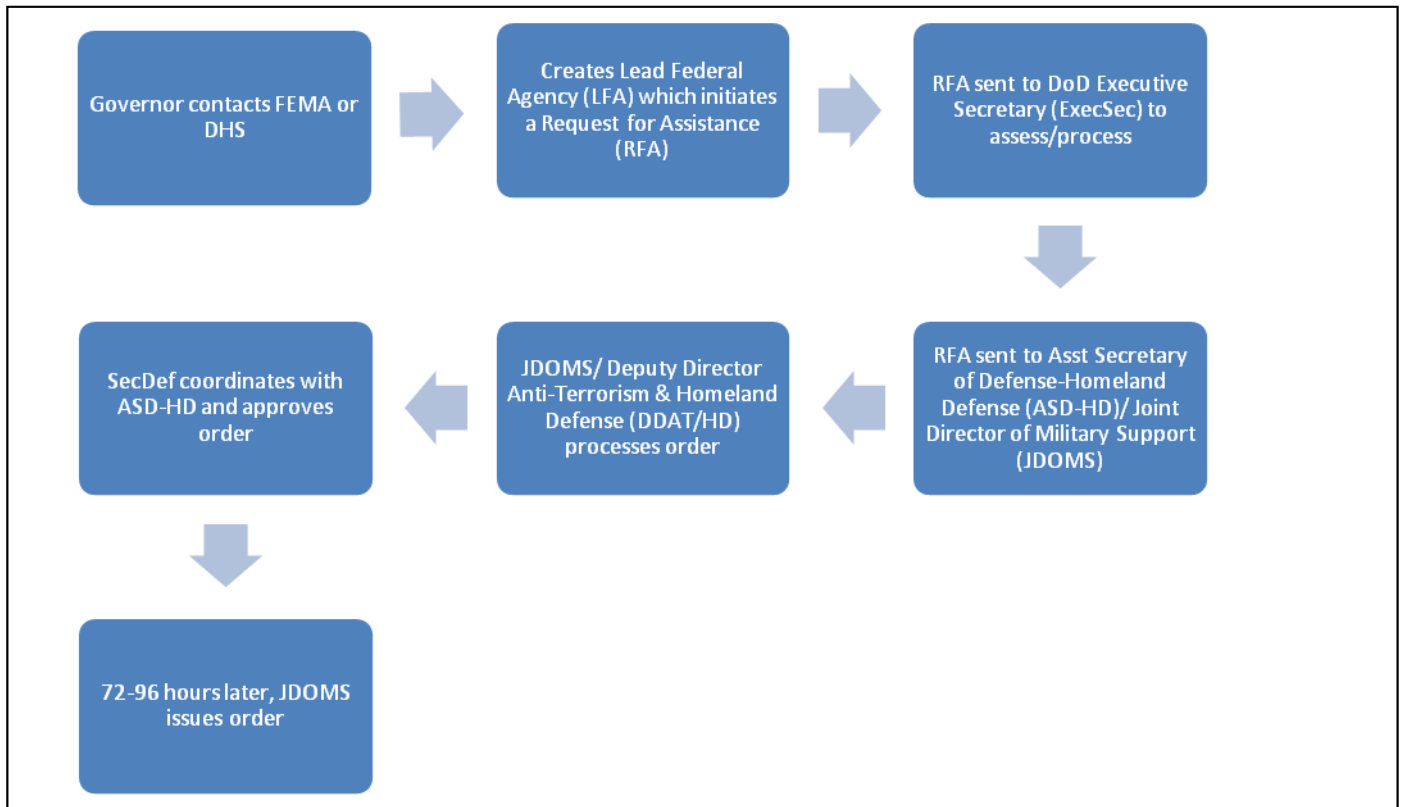 Governor contacts FEMA or
DHS
Creates Lead Federal
Agency (LFA) which initiates
a Request for Assistance
(RFA)
RFA sent to DoD Executive
Secretary (ExecSec) to
assess/process
RFA sent to Asst Secretary
of Defense-Homeland
Defense (ASD-HD)/ Joint
Director of Military Support
(JDOMS)
JDOMS/ Deputy Director
Anti-Terrorism & Homeland
Defense (DDAT/HD)
processes order
SecDef coordinates with
ASD-HD and approves
order
72-96 hours later, JDOMS
issues order